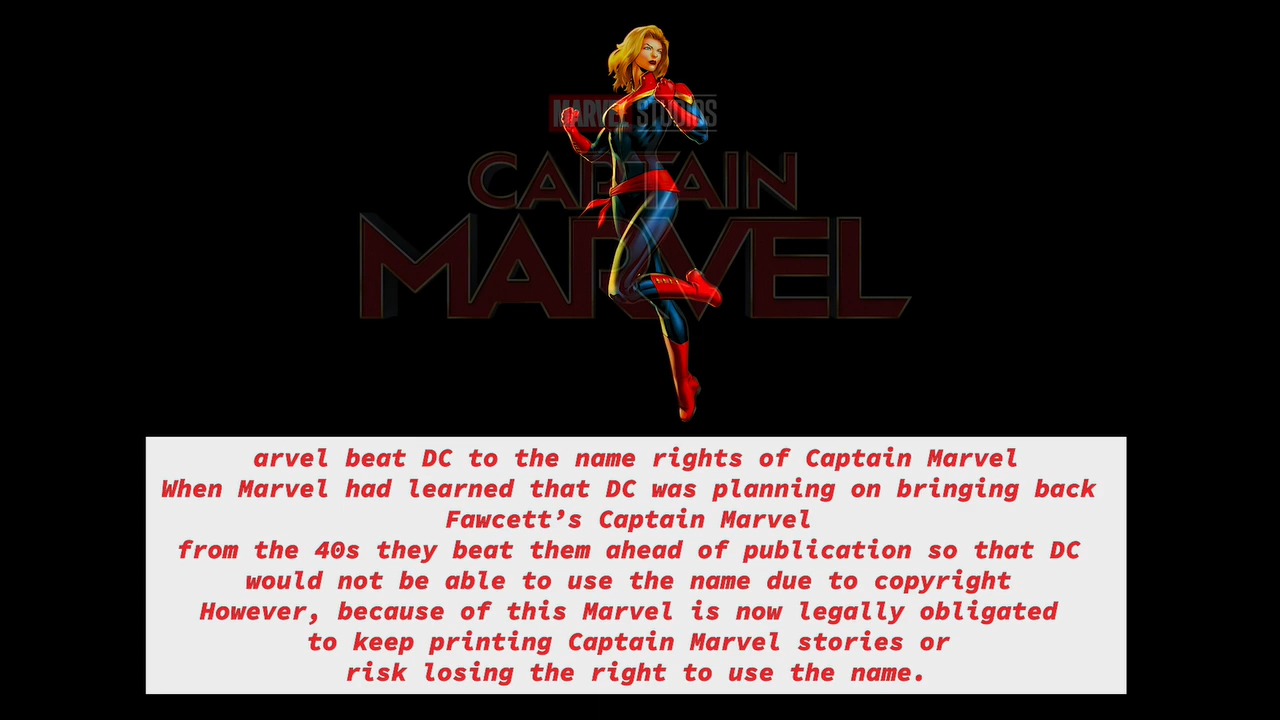 MARVEL STUDIOS
CAPTAIN
MARVEL
arvel beat DC to the name rights of Captain Marvel
When Marvel had learned that DC was planning on bringing back
Fawcett’s Captain Marvel
from the 40s they beat them ahead of publication so that DC
would not be able to use the name due to copyright
However, because of this Marvel is now legally obligated
to keep printing Captain Marvel stories or
risk losing the right to use the name.